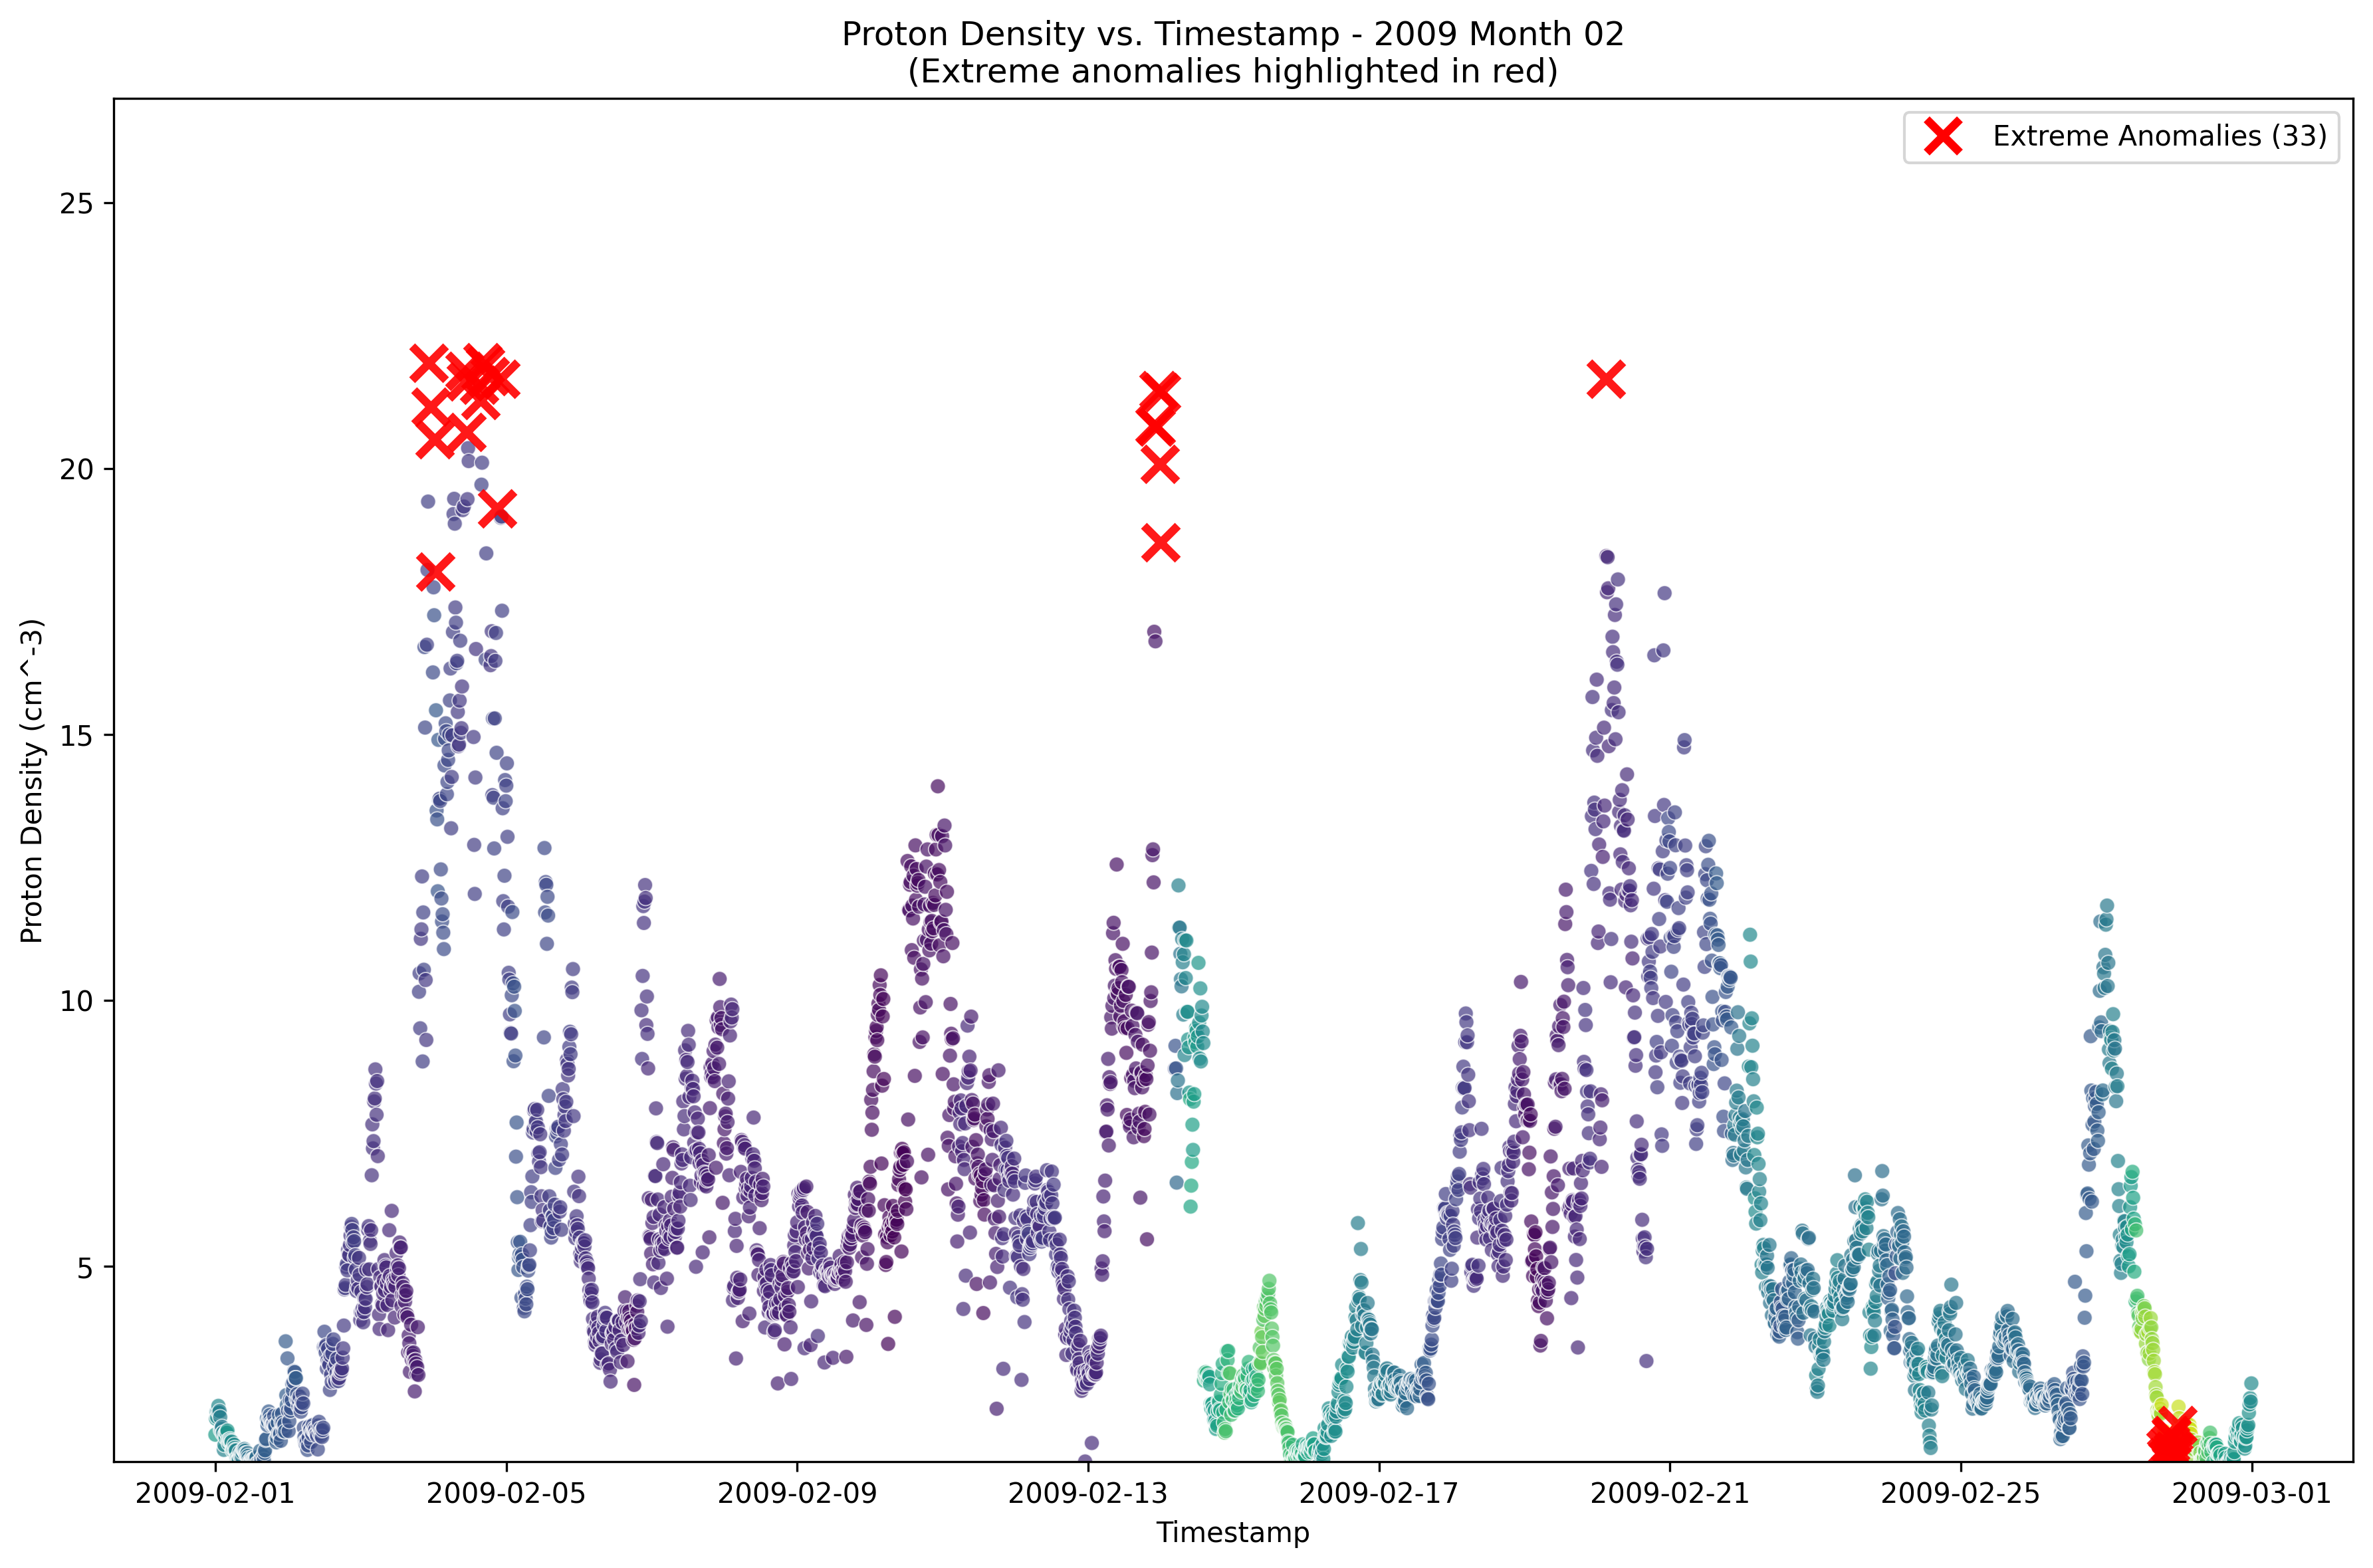 Proton Density vs. Timestamp - 2009 Month 02
(Extreme anomalies highlighted in red)
Extreme Anomalies (33)
25
20
15
10
5
Proton Density (cm^-3)
2009-02-01
2009-02-05
2009-02-09
2009-02-13
2009-02-17
2009-02-21
2009-02-25
2009-03-01
Timestamp